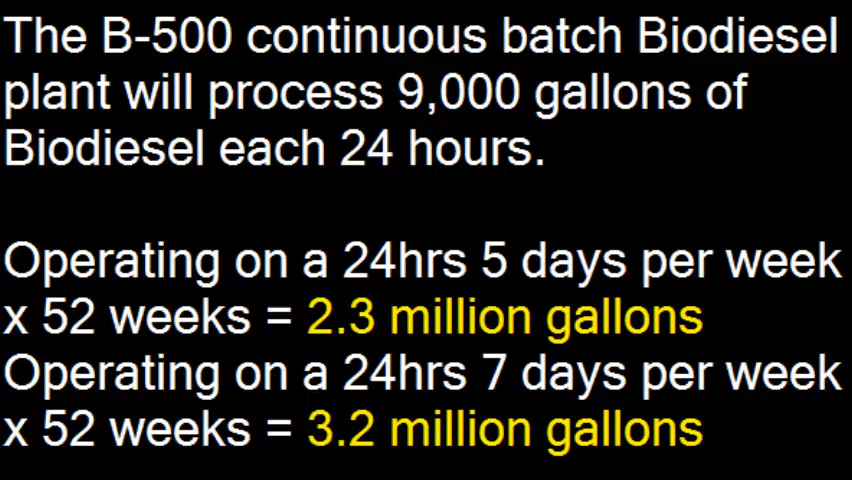 The B-500 continuous batch Biodiesel
plant will process 9,000 gallons of
Biodiesel each 24 hours.
Operating on a 24hrs 5 days per week
x 52 weeks = 2.3 million gallons
Operating on a 24hrs 7 days per week
x 52 weeks = 3.2 million gallons